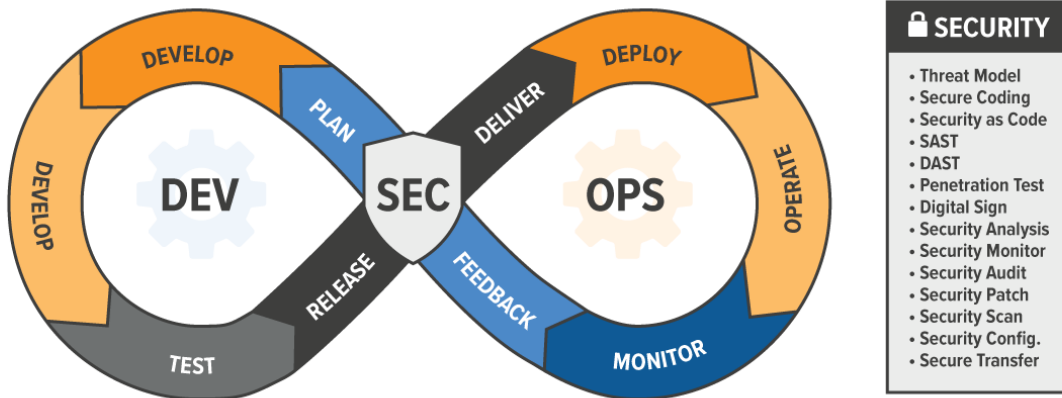 DEVELOP
PLAN
DEVELOP
TEST
RELEASE
DEV
SEC
OPS
DELIVER
DEPLOY
OPERATE
MONITOR
FEEDBACK
SECURITY
• Threat Model
• Secure Coding
• Security as Code
• SAST
• DAST
• Penetration Test
• Digital Sign
• Security Analysis
• Security Monitor
• Security Audit
• Security Patch
• Security Scan
• Security Config.
• Secure Transfer